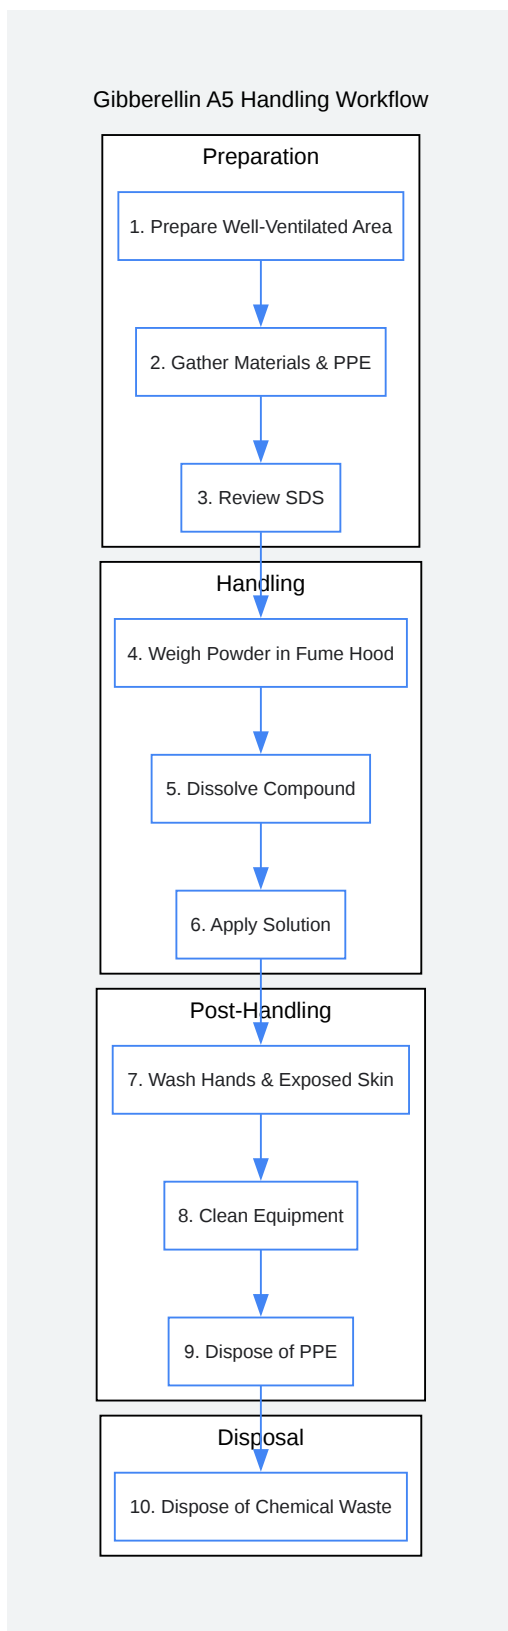 Gibberellin A5 Handling Workflow
Preparation
1. Prepare Well-Ventilated Area
2. Gather Materials & PPE
3. Review SDS
Handling
4. Weigh Powder in Fume Hood
5. Dissolve Compound
6. Apply Solution
Post-Handling
7. Wash Hands & Exposed Skin
8. Clean Equipment
9. Dispose of PPE
Disposal
10. Dispose of Chemical Waste